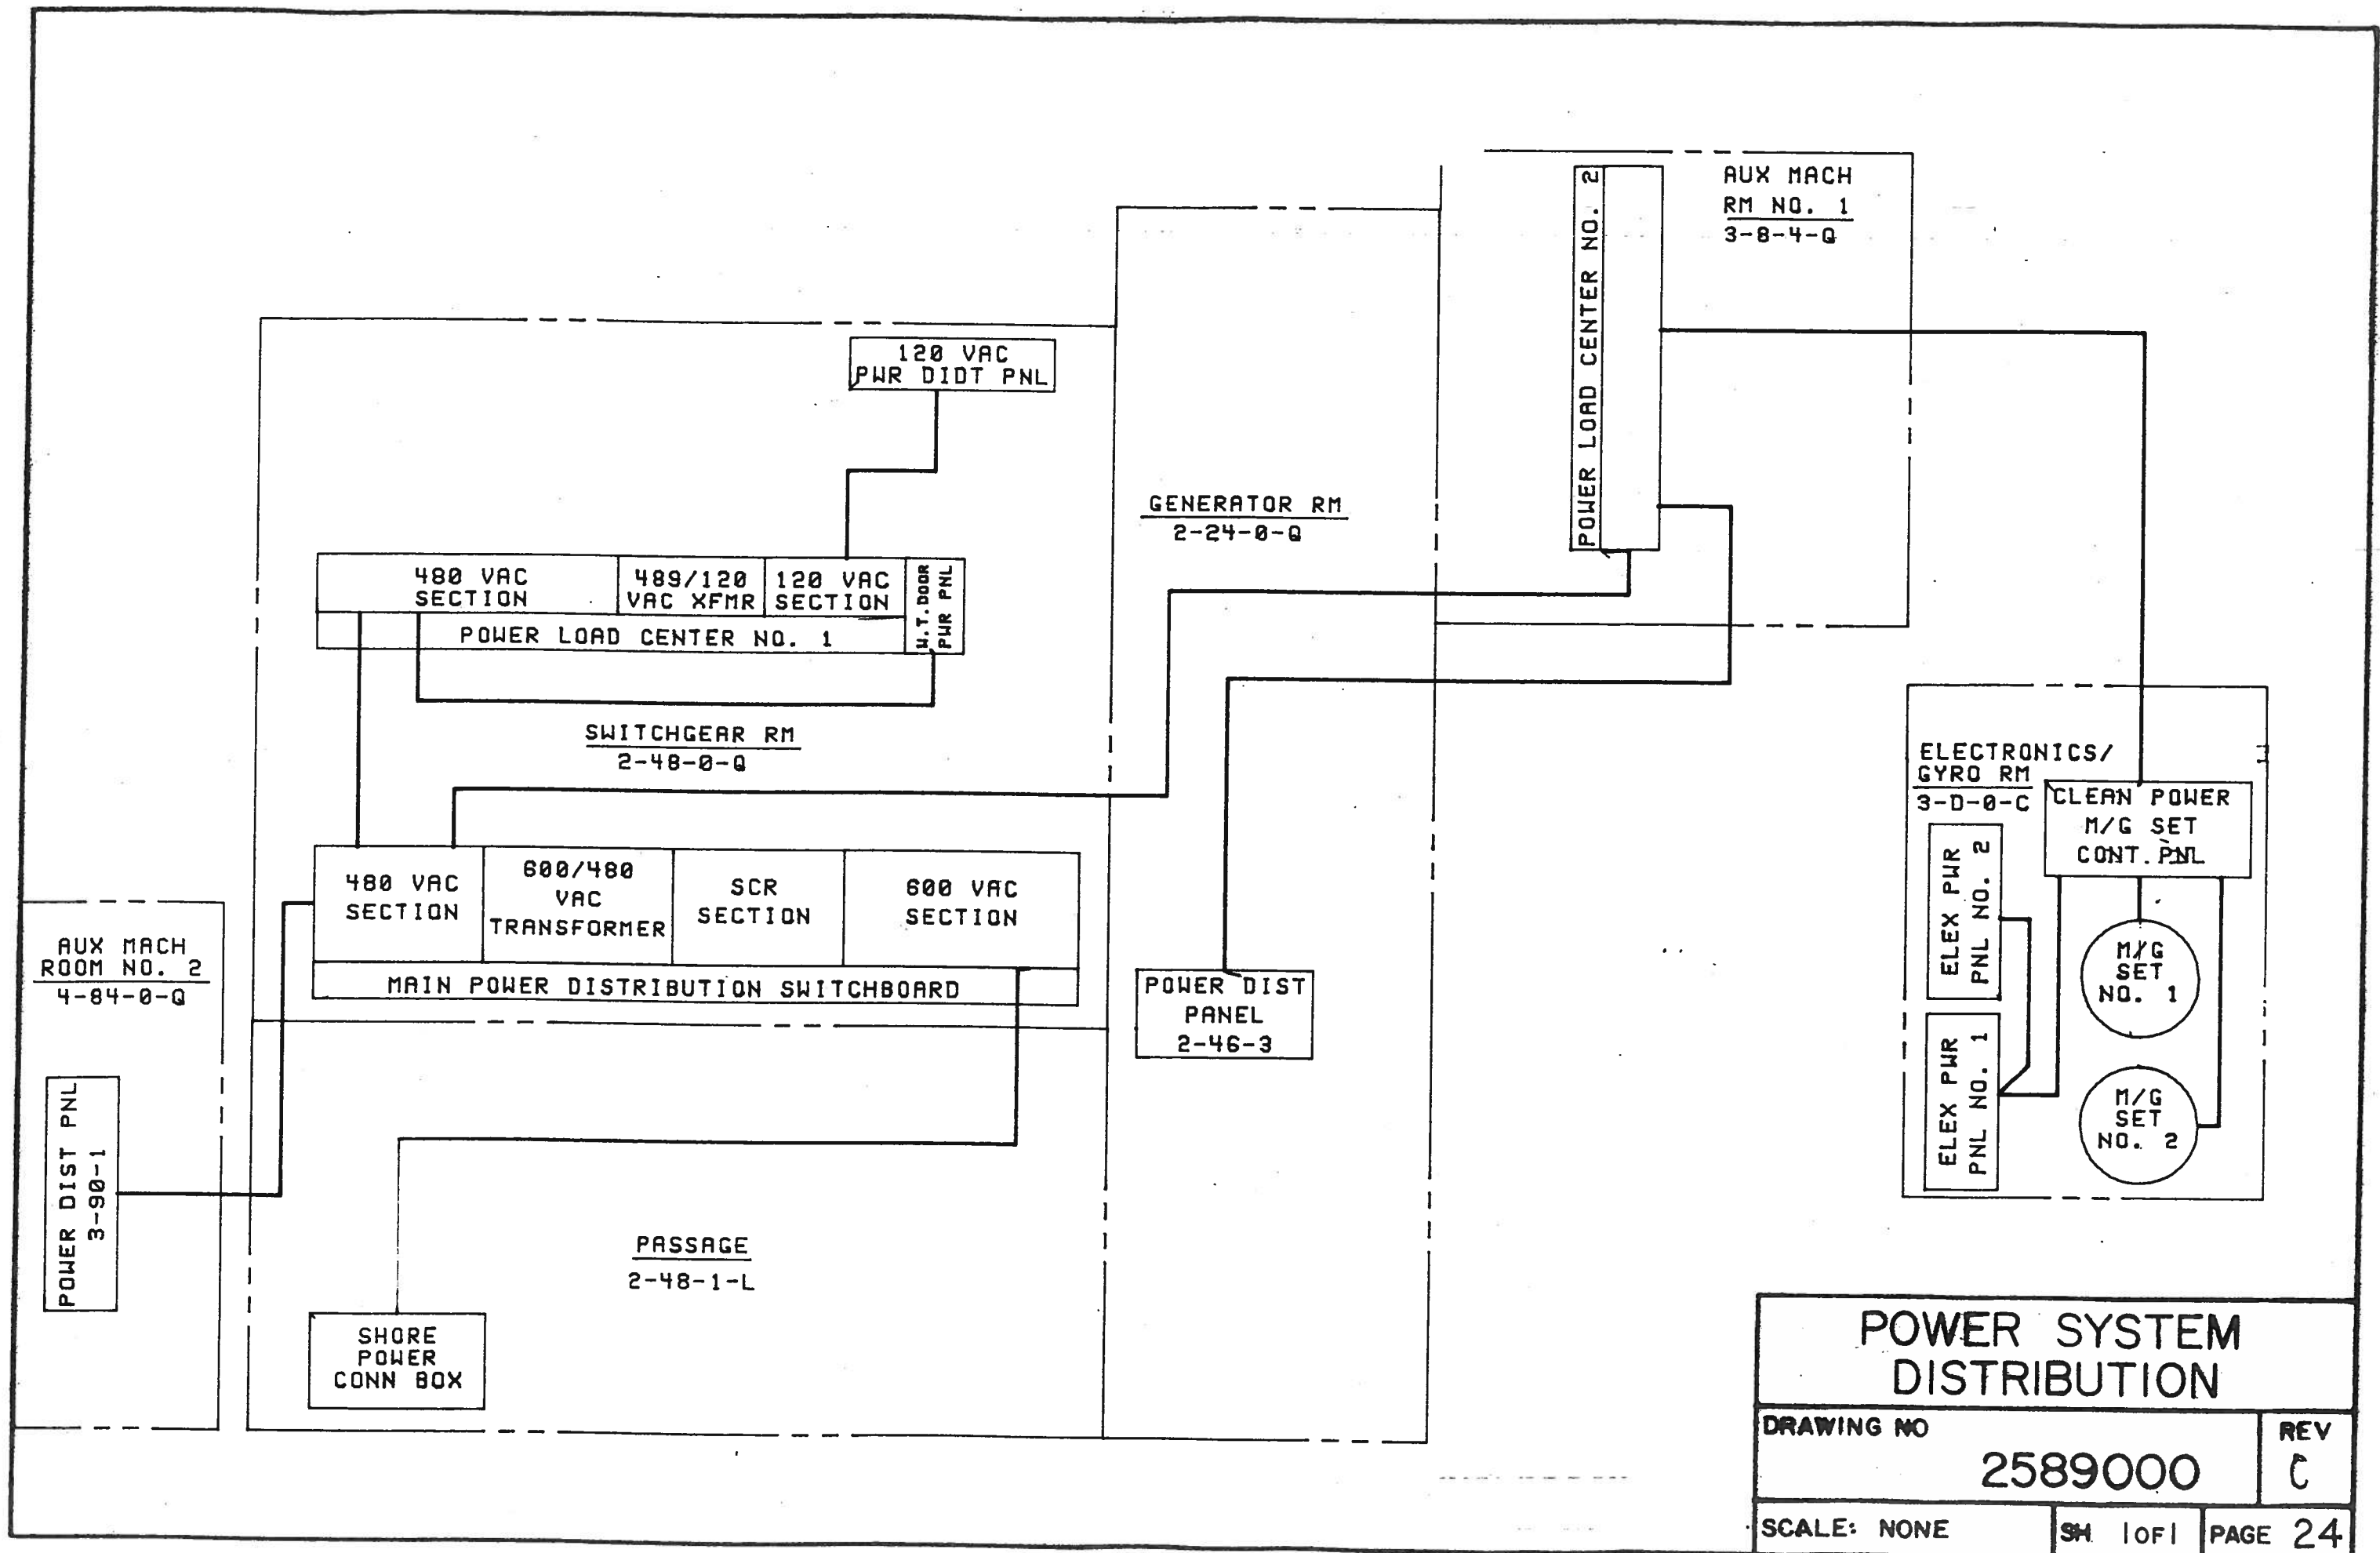 AUX MACH
RM NO. 1
3-8-4-Q
POWER LOAD CENTER NO. 2
120 VAC
PWR DIDT PNL
GENERATOR RM
2-24-0-Q
480 VAC
SECTION
489/120
VAC XFMR
120 VAC
SECTION
W.T. DOOR
PWR PNL
POWER LOAD CENTER NO. 1
SWITCHGEAR RM
2-48-0-Q
480 VAC
SECTION
600/480
VAC
TRANSFORMER
SCR
SECTION
600 VAC
SECTION
MAIN POWER DISTRIBUTION SWITCHBOARD
AUX MACH
ROOM NO. 2
4-84-0-Q
POWER DIST PNL
3-90-1
POWER DIST
PANEL
2-46-3
PASSAGE
2-48-1-L
SHORE
POWER
CONN BOX
ELECTRONICS/
GYRO RM
3-D-0-C
CLEAN POWER
M/G SET
CONT. PNL
ELEX PWR
PNL NO. 2
ELEX PWR
PNL NO. 1
M/G
SET
NO. 1
M/G
SET
NO. 2
POWER SYSTEM
DISTRIBUTION
DRAWING NO
2589000
REV
C
SCALE: NONE
SH 1 OF 1
PAGE 24